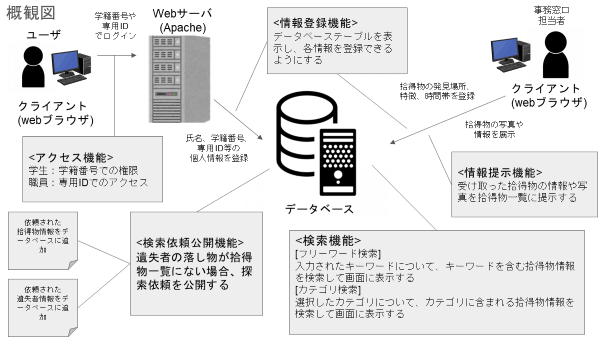 概観図
ユーザ
クライアント
(webブラウザ)
学籍番号や
専用ID
でログイン
Webサーバ
(Apache)
<情報登録機能>
データベーステーブルを表
示し、各情報を登録できる
ようにする
事務窓口
担当者
クライアント
(webブラウザ)
拾得物の発見場所、
特徴、時間帯を登録
拾得物の写真や
情報を展示
氏名、学籍番号、
専用ID等の
個人情報を登録
<アクセス機能>
学生：学籍番号での権限
職員：専用IDでのアクセス
データベース
<情報提示機能>
受け取った拾得物の情報や写
真を拾得物一覧に提示する
依頼された
拾得物情報をデ
ータベースに追
加
依頼された
遺失者情報をデ
ータベースに追
加
<検索依頼公開機能>
遺失者の落し物が拾得
物一覧にない場合、探
索依頼を公開する
<検索機能>
[フリーワード検索]
入力されたキーワードについて、キーワードを含む拾得物情報
を検索して画面に表示する
[カテゴリ検索]
選択したカテゴリについて、カテゴリに含まれる拾得物情報を
検索して画面に表示する